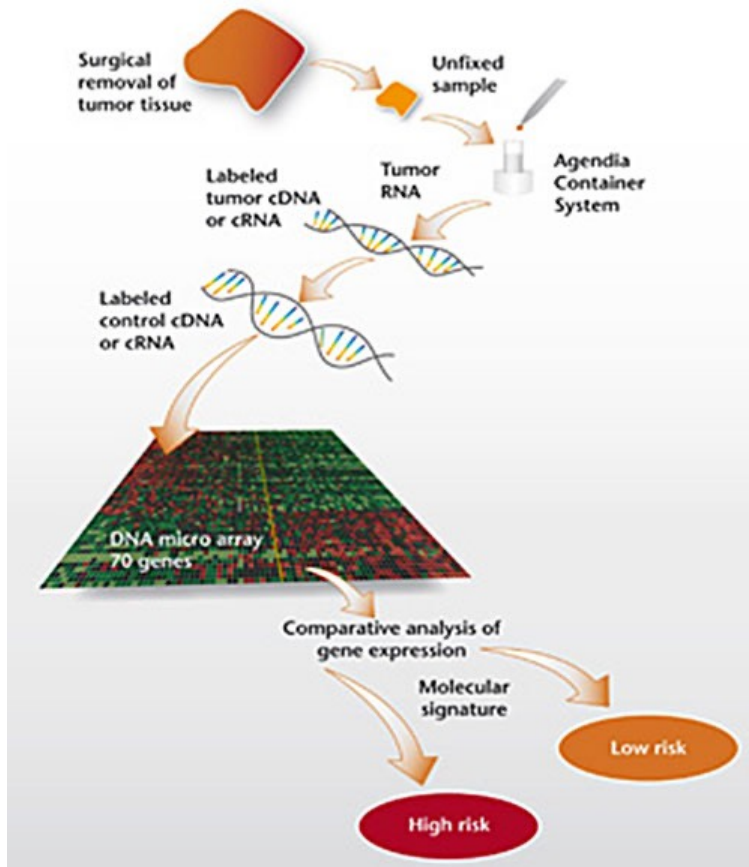 Surgical
removal of
tumor tissue
Unfixed
sample
Agendia
Container
System
Tumor
RNA
Labeled
tumor cDNA
or cRNA
Labeled
control cDNA
or cRNA
DNA micro array
70 genes
Comparative analysis of
gene expression
Molecular
signature
Low risk
High risk